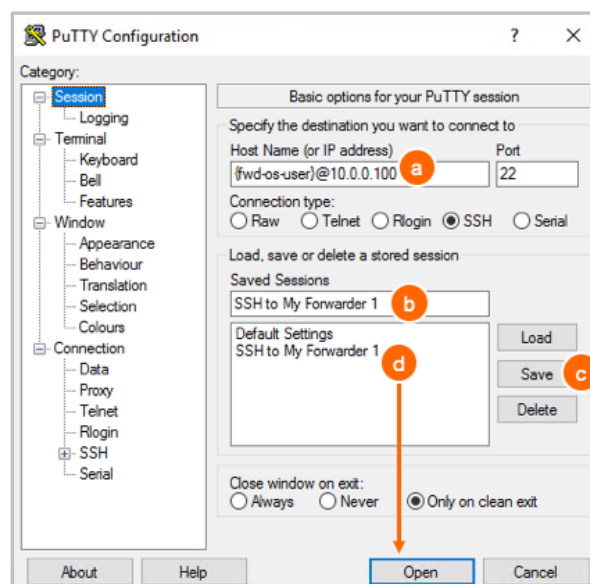 PuTTY Configuration
?
Category:
Session
Logging
Terminal
Keyboard
Bell
Features
Window
Appearance
Behaviour
Translation
Selection
Colours
Connection
Data
Proxy
Telnet
Rlogin
SSH
Serial
Basic options for your PuTTY session
Specify the destination you want to connect to
Host Name (or IP address) Port
{fwd-os-user}@10.0.0.100 a 22
Connection type:
Raw Telnet Rlogin SSH Serial
Load, save or delete a stored session
Saved Sessions
SSH to My Forwarder 1 b
Default Settings
SSH to My Forwarder 1
d
Load
Save c
Delete
Close window on exit:
Always Never Only on clean exit
About Help Open Cancel